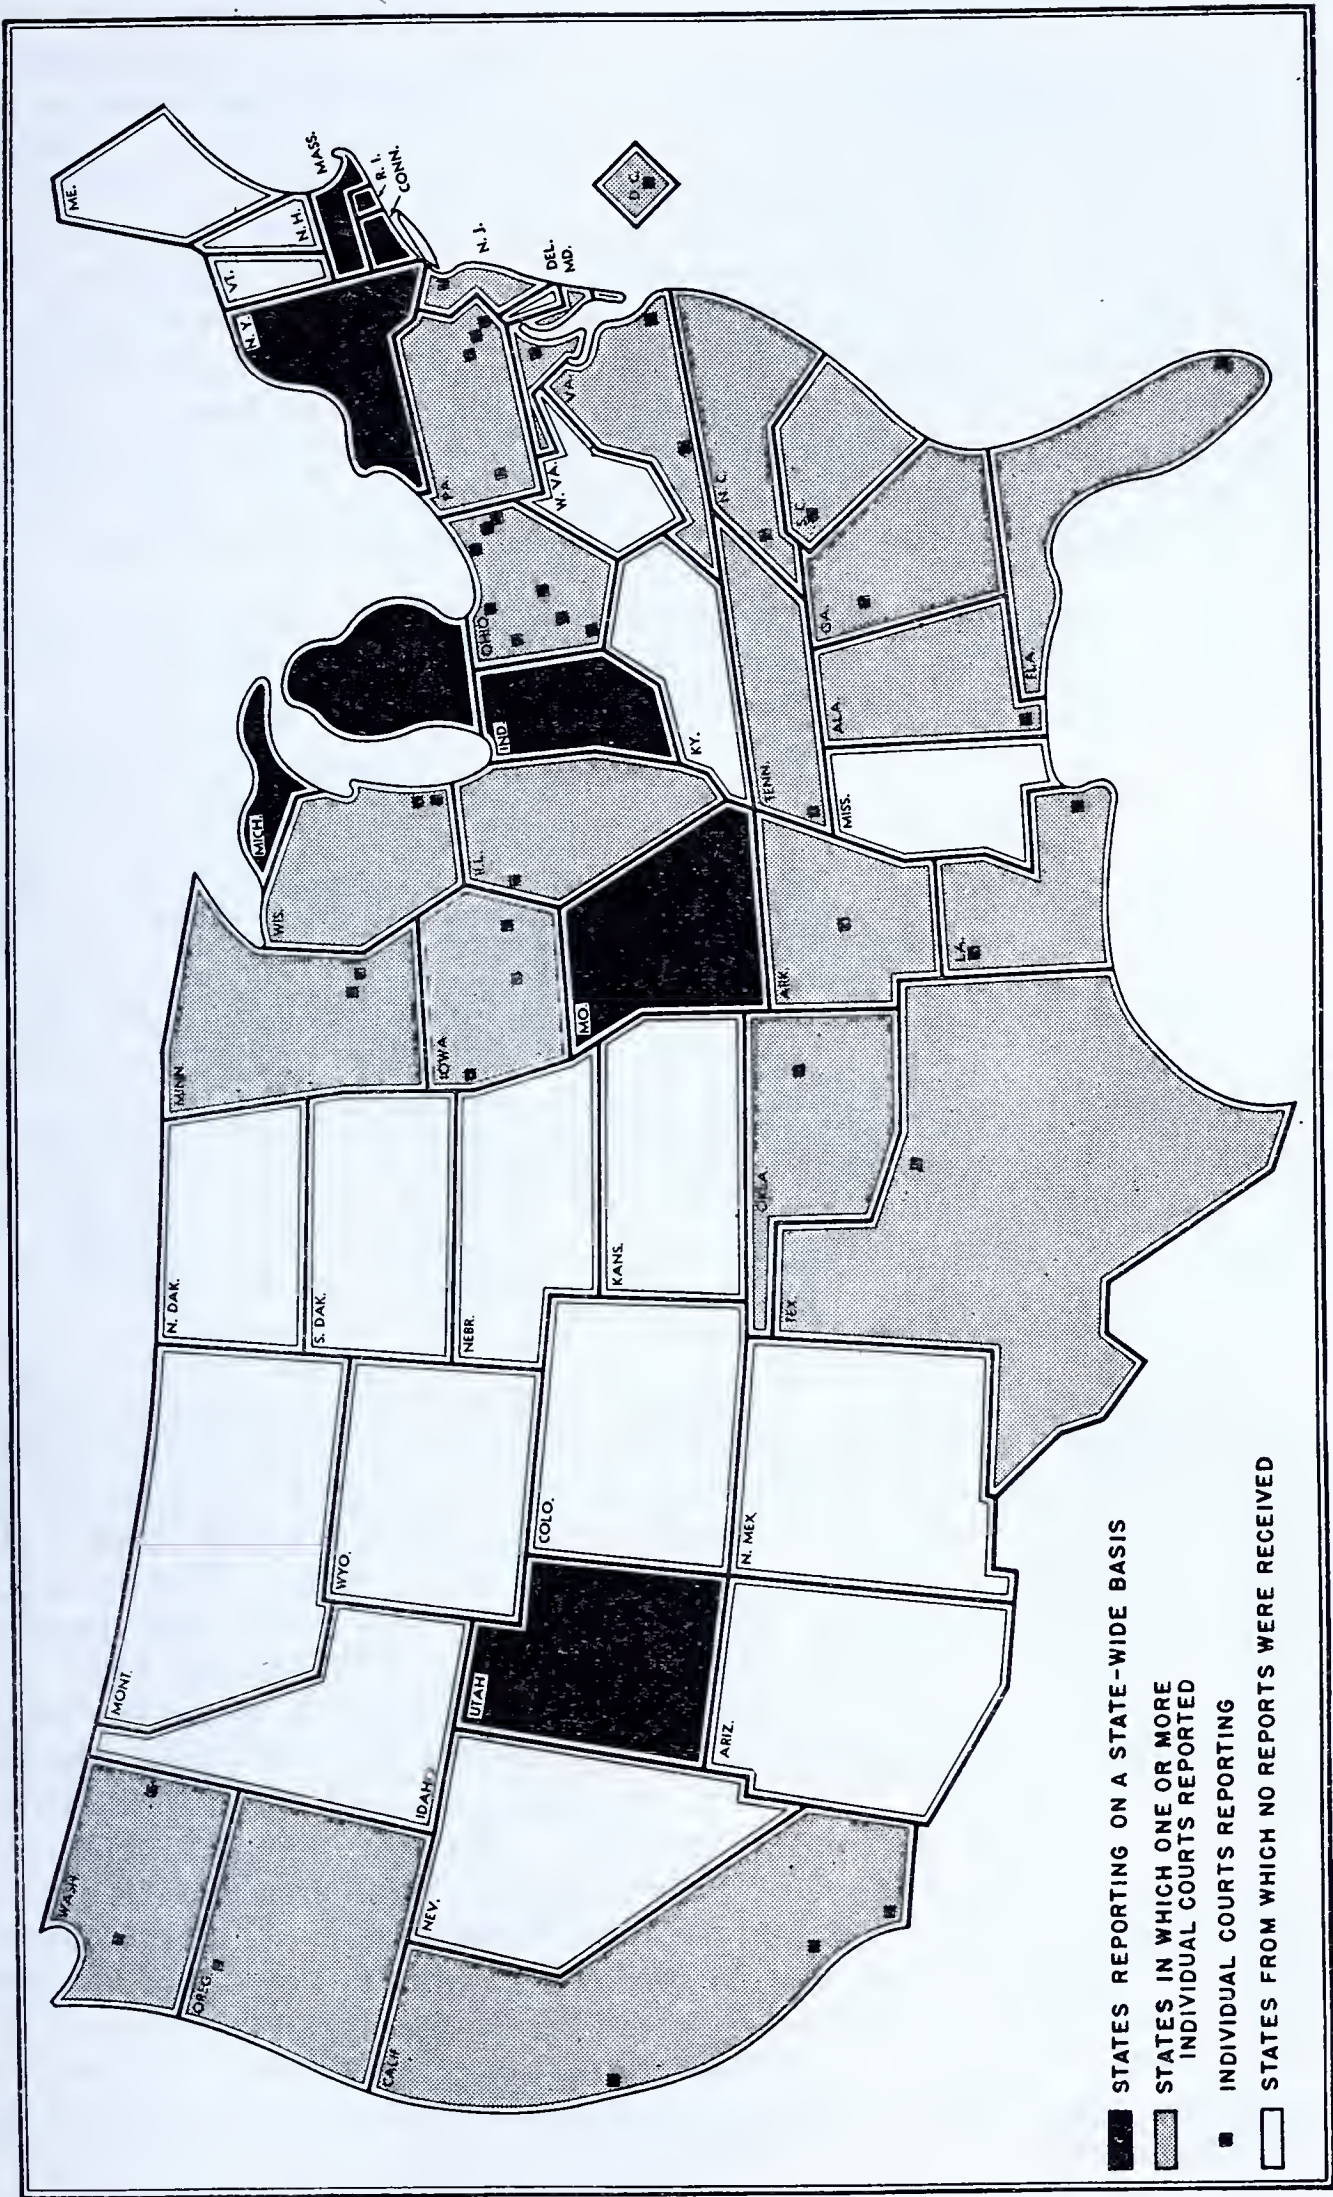 WASH.
OREG.
CALIF.
NEV.
IDAHO
MONT.
WYO.
UTAH
ARIZ.
COLO.
N. MEX.
N. DAK.
S. DAK.
NEBR.
KANS.
OKLA.
TEX.
MINN.
IOWA
MO.
ARK.
LA.
WIS.
ILL.
MICH.
IND.
OHIO
KY.
TENN.
MISS.
ALA.
GA.
FLA.
S. C.
N. C.
VA.
W. VA.
PA.
N. Y.
VT.
N. H.
ME.
MASS.
R. I.
CONN.
N. J.
DEL.
MD.
D. C.
STATES REPORTING ON A STATE-WIDE BASIS
STATES IN WHICH ONE OR MORE
INDIVIDUAL COURTS REPORTED
INDIVIDUAL COURTS REPORTING
STATES FROM WHICH NO REPORTS WERE RECEIVED